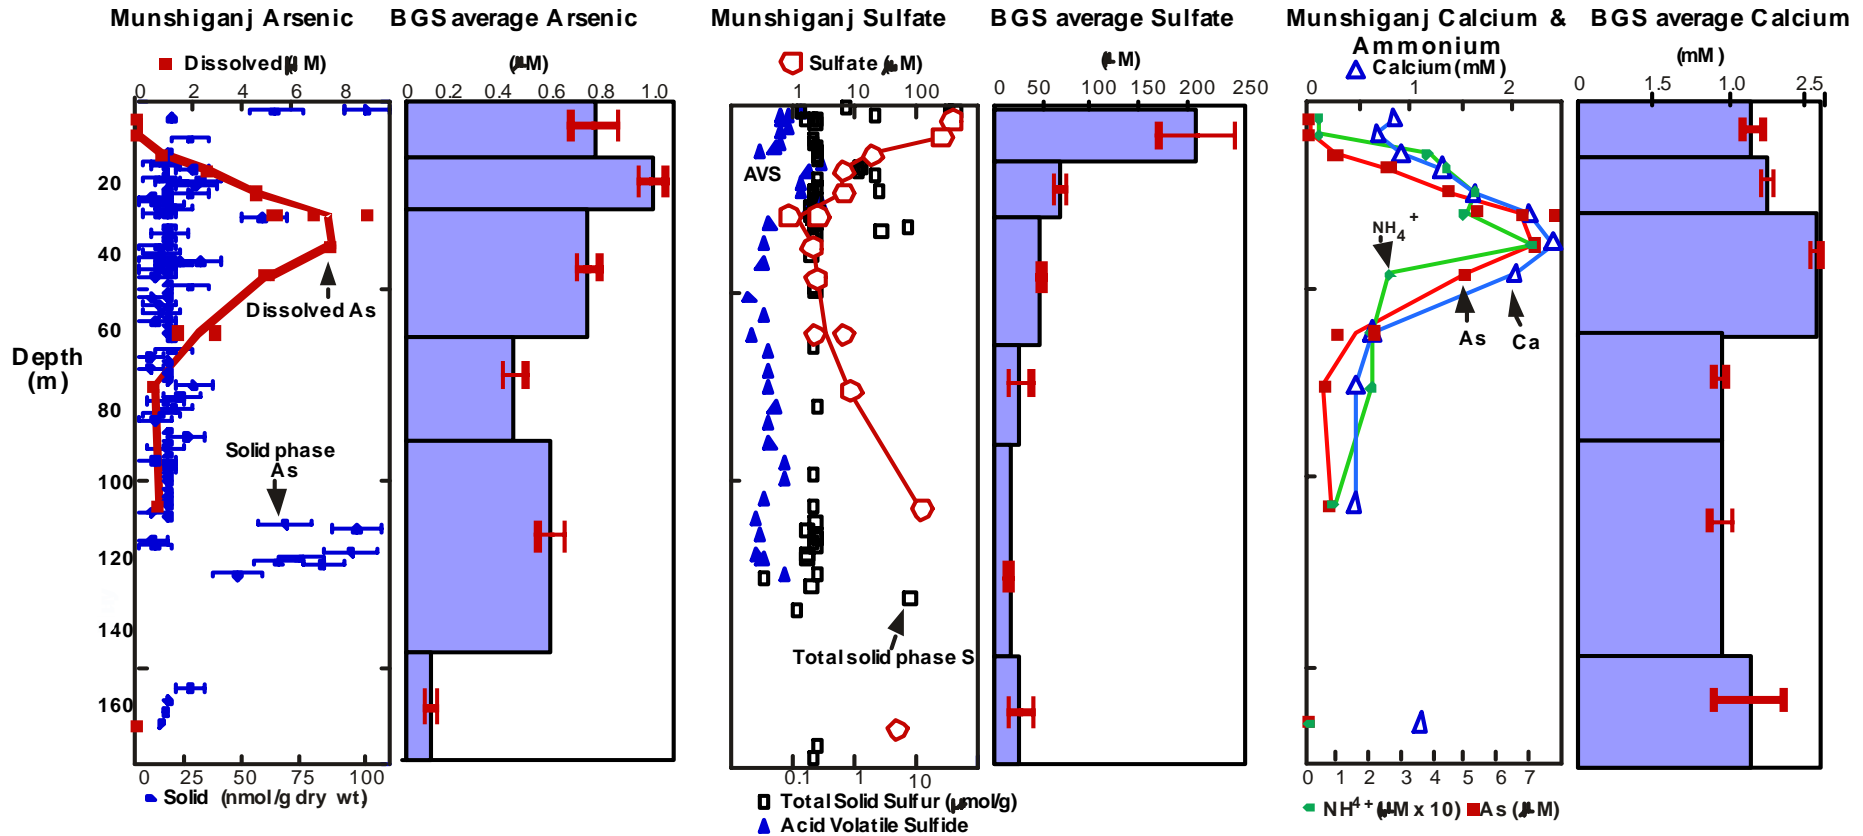 Munshiganj Arsenic
BGS average Arsenic
Munshiganj Sulfate
BGS average Sulfate
Munshiganj Calcium &
Ammonium
BGS average Calcium
Dissolved (μM)
(μM)
Sulfate (μM)
(μM)
Calcium (mM)
(mM)
0 2 4 6 8
0 0.2 0.4 0.6 0.8 1.0
1 10 100
0 50 100 150 200 250
0 1 2
0 1.5 1.0 2.5
Depth
(m)
20
40
60
80
100
120
140
160
Dissolved As
Solid phase
As
AVS
Total solid phase S
NH4+
As
Ca
0 25 50 75 100
0.1 1 10
0 1 2 3 4 5 6 7
Solid (nmol/g dry wt)
Total Solid Sulfur (μmol/g)
Acid Volatile Sulfide
NH4+ (μM x 10) As (μM)